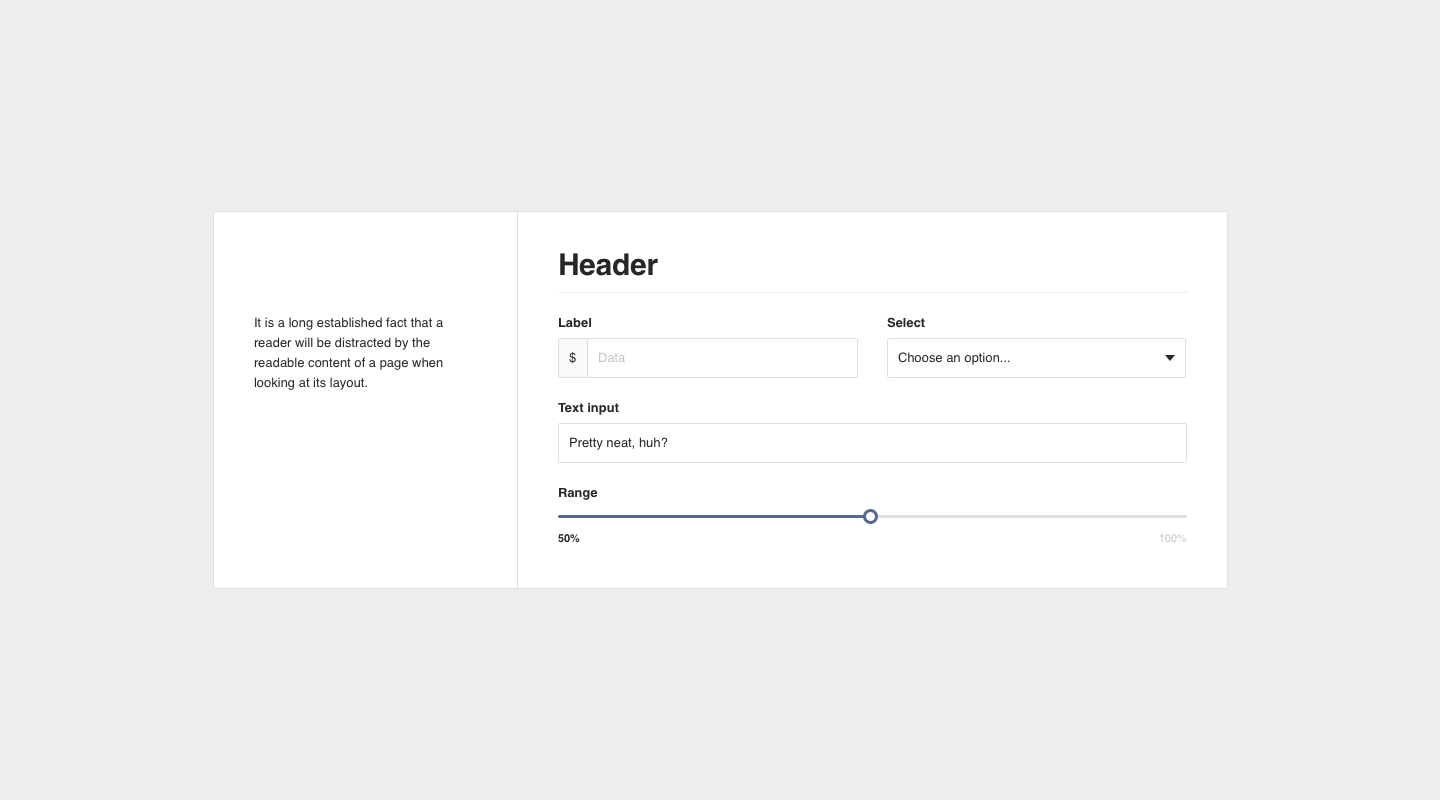 It is a long established fact that a
reader will be distracted by the
readable content of a page when
looking at its layout.
Header
Label
$ Data
Select
Choose an option...
Text input
Pretty neat, huh?
Range
50%
100%